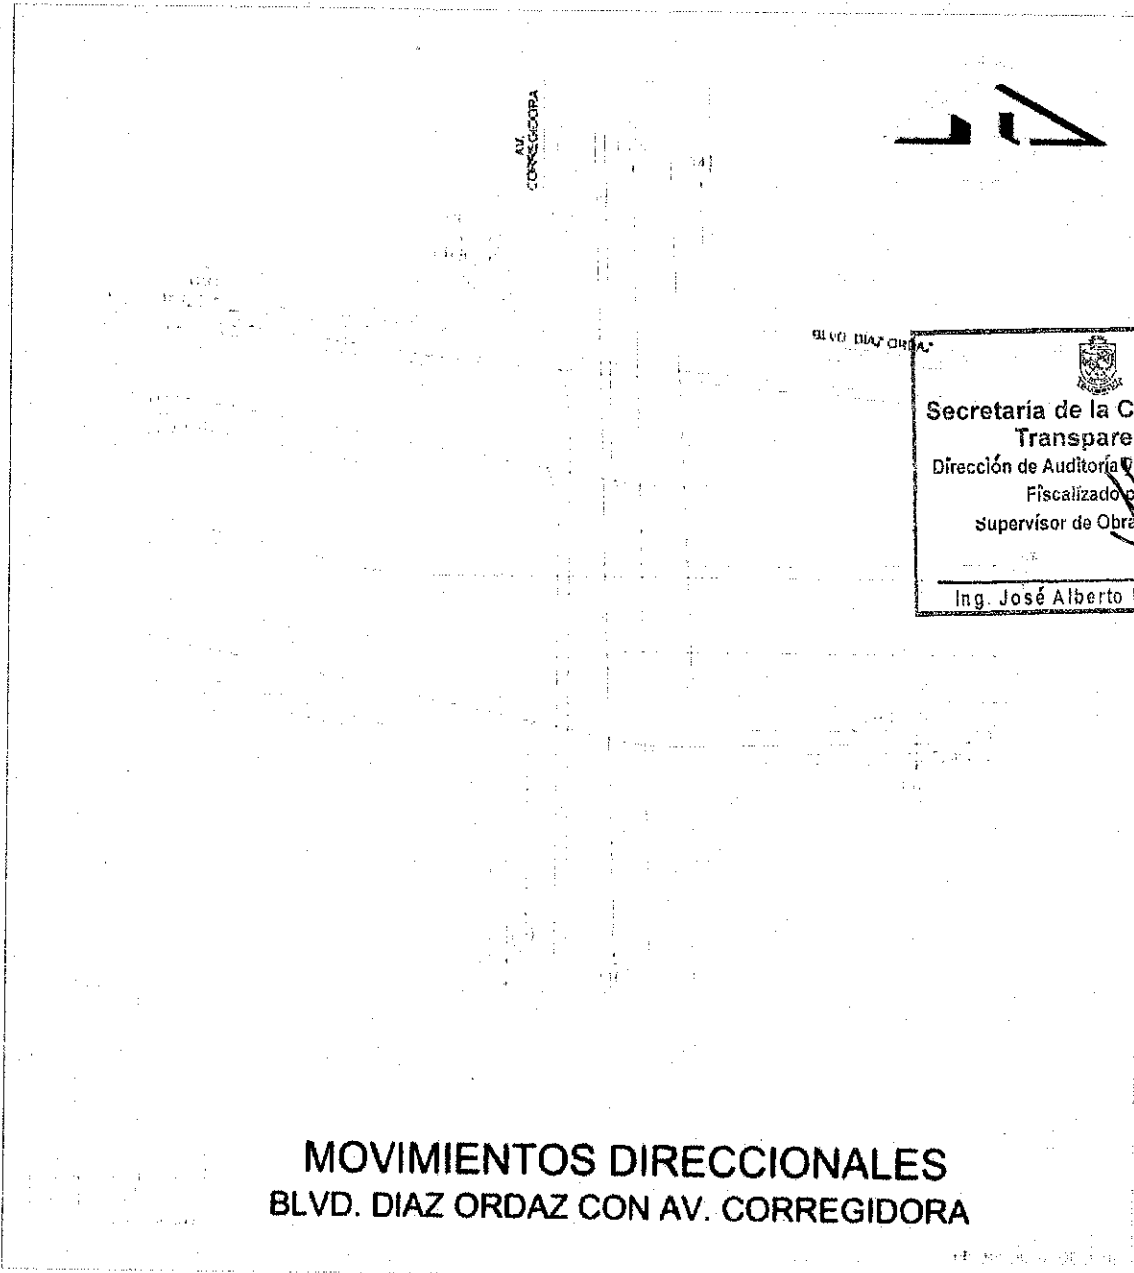 AV.
CORREGIDORA
BLVD DIAZ ORDAZ
Secretaría de la C
Transpare
Dirección de Auditoría
Fiscalizado p
Supervisor de Obra
Ing. José Alberto
MOVIMIENTOS DIRECCIONALES
BLVD. DIAZ ORDAZ CON AV. CORREGIDORA